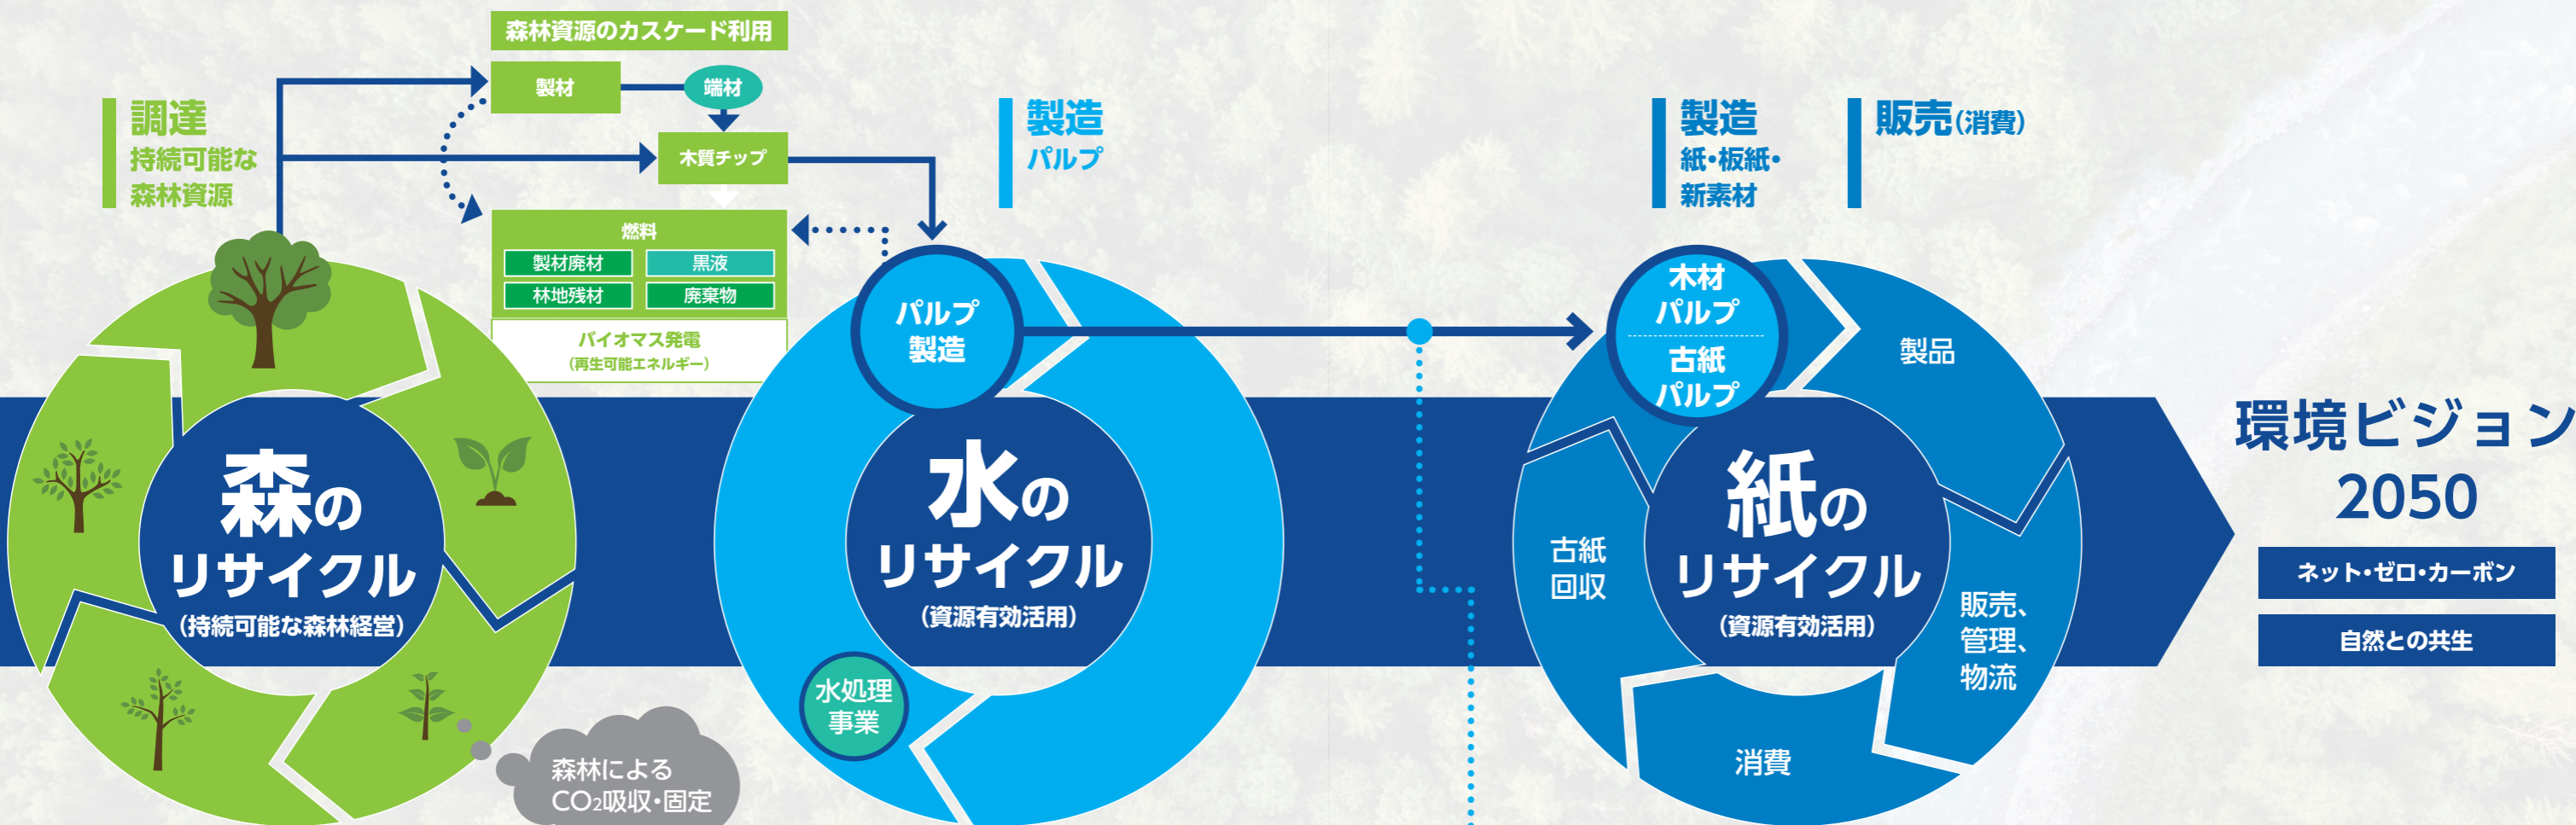 森林資源のカスケード利用
製材
端材
木質チップ
調達
持続可能な
森林資源
燃料
製材廃材
黒液
林地残材
廃棄物
バイオマス発電
(再生可能エネルギー)
製造
パルプ
製造
紙・板紙・
新素材
販売(消費)
パルプ
製造
木材
パルプ
古紙
パルプ
製品
森の
リサイクル
(持続可能な森林経営)
水の
リサイクル
(資源有効活用)
紙の
リサイクル
(資源有効活用)
古紙
回収
販売、
管理、
物流
消費
水処理
事業
森林による
CO₂吸収・固定
環境ビジョン
2050
ネット・ゼロ・カーボン
自然との共生